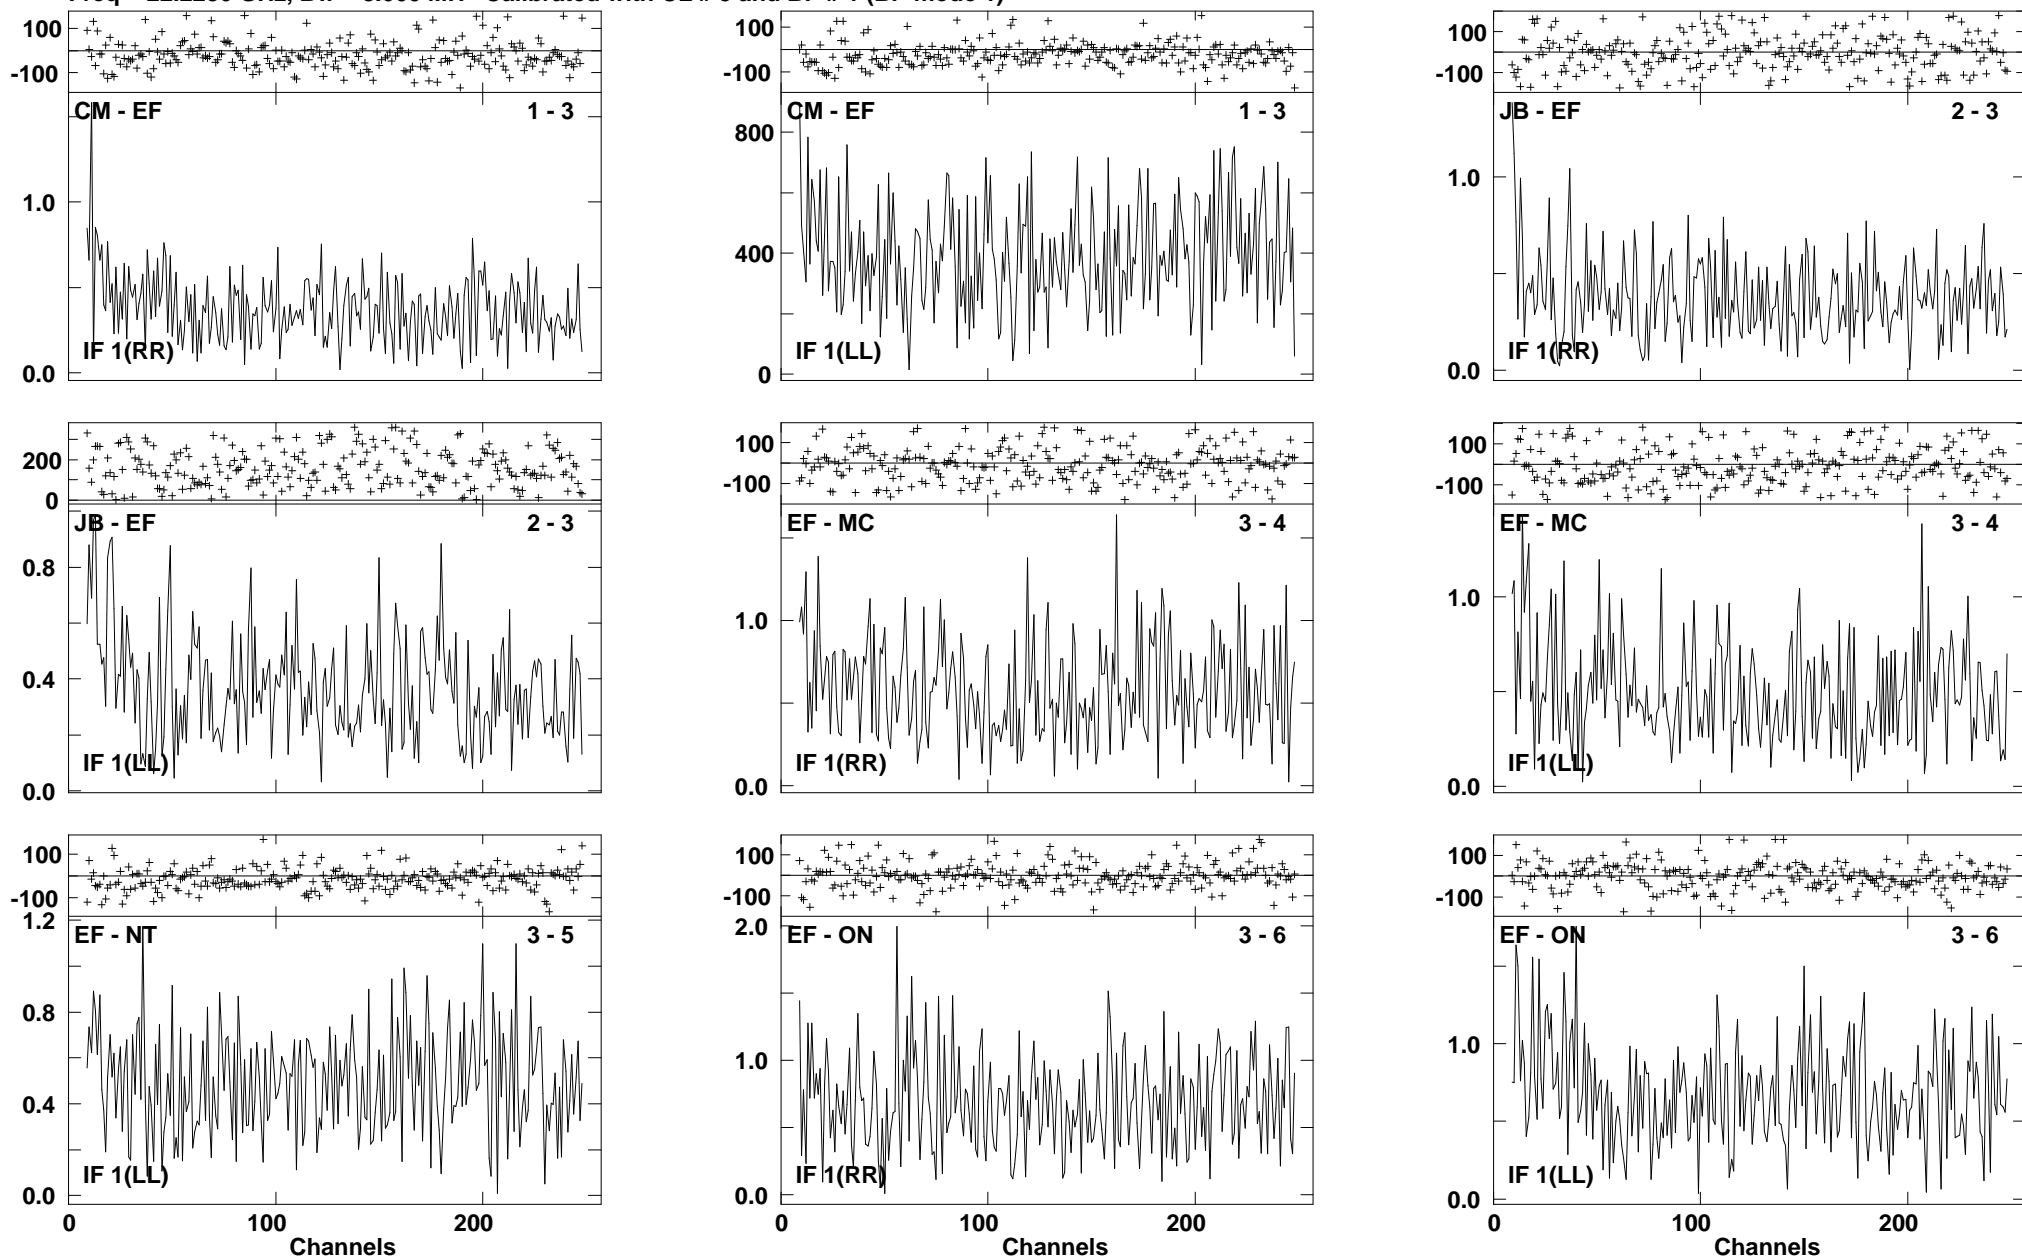 100
-100
CM - EF 1 - 3
1.0
IF 1(RR)
0.0
100
-100
CM - EF 1 - 3
800
400
IF 1(LL)
0
100
-100
JB - EF 2 - 3
1.0
IF 1(RR)
0.0
200
0
JB - EF 2 - 3
0.8
0.4
IF 1(LL)
0.0
100
-100
EF - MC 3 - 4
1.0
IF 1(RR)
0.0
100
-100
EF - MC 3 - 4
1.0
IF 1(LL)
0.0
100
-100
1.2
EF - NT 3 - 5
0.8
0.4
IF 1(LL)
0.0
0 100 200
Channels
100
-100
2.0
EF - ON 3 - 6
1.0
IF 1(RR)
0.0
0 100 200
Channels
100
-100
EF - ON 3 - 6
1.0
IF 1(LL)
0.0
0 100 200
Channels